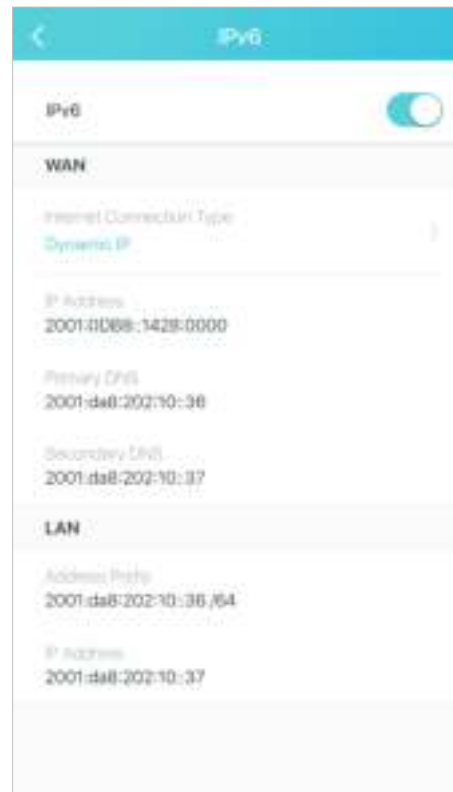 IPv6
IPv6
WAN
Internet Connection Type
Dynamic IP
IP Address
2001:0DB8::1428:0000
Primary DNS
2001:da8:202:10::36
Secondary DNS
2001:da8:202:10::37
LAN
Address Prefix
2001:da8:202:10::36 /64
IP Address
2001:da8:202:10::37